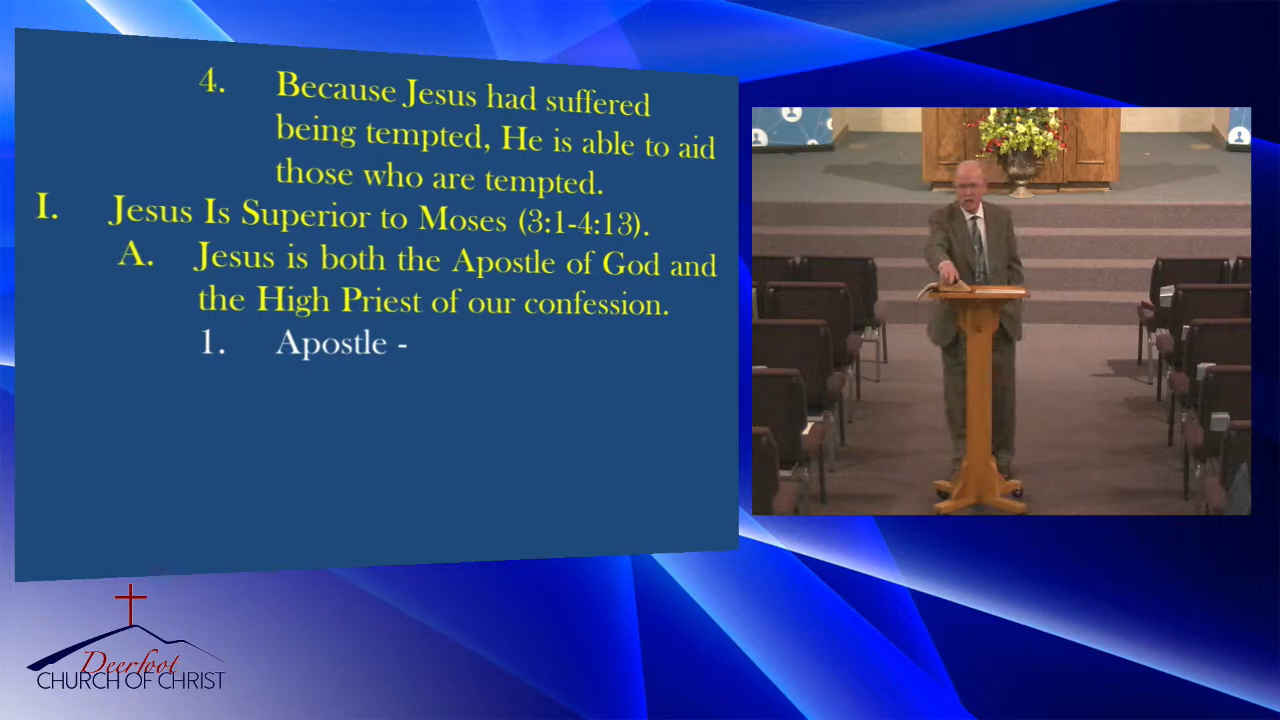 4. Because Jesus had suffered
being tempted, He is able to aid
those who are tempted.
I. Jesus Is Superior to Moses (3:1-4:13).
A. Jesus is both the Apostle of God and
the High Priest of our confession.
1. Apostle -
Deerfoot
CHURCH OF CHRIST